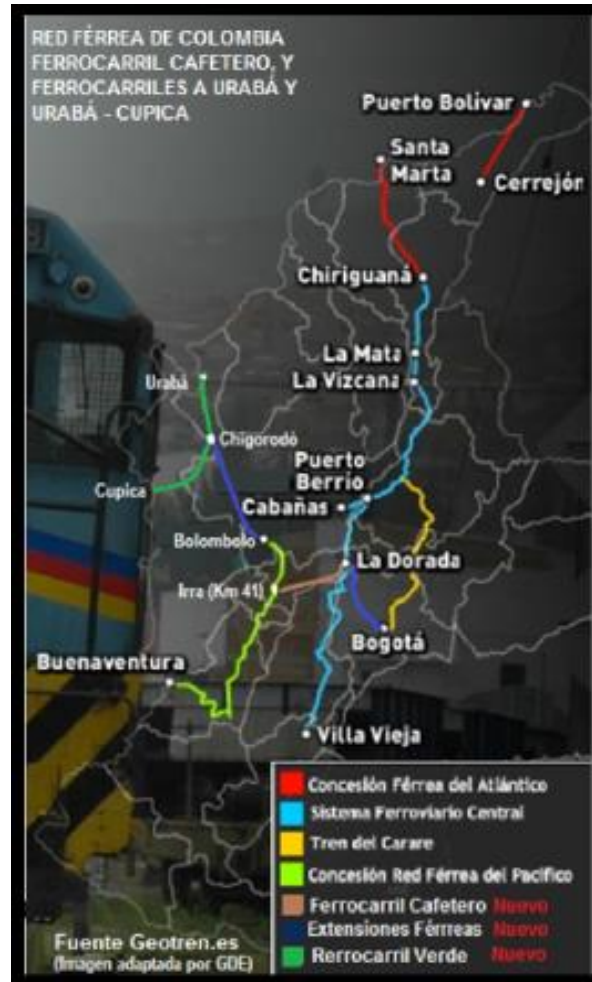 RED FÉRREA DE COLOMBIA
FERROCARRIL CAFETERO, Y
FERROCARRILES A URABÁ Y
URABÁ - CUPICA
Puerto Bolívar
Santa
Marta
Cerrejón
Chiriguaná
La Mata
La Vizcana
Urabá
Chigorodó
Puerto
Berrio
Cupica
Cabañas
Bolombolo
La Dorada
Irra (Km 41)
Bogotá
Buenaventura
Villa Vieja
Concesión Férrea del Atlántico
Sistema Ferroviario Central
Tren del Carare
Concesión Red Férrea del Pacífico
Ferrocarril Cafetero Nuevo
Extensiones Férrreas Nuevo
Rerrocarril Verde Nuevo
Fuente Geotren.es
(Imagen adaptada por GDE)